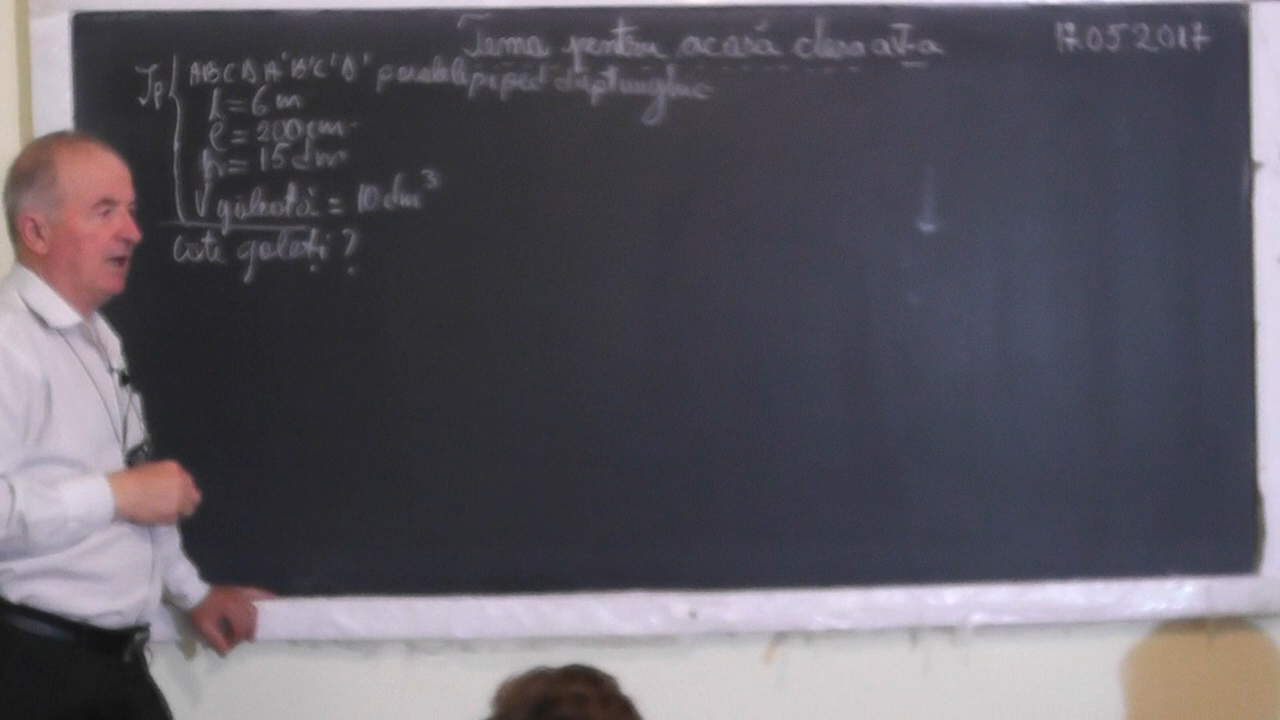 Tema pentru acasă clasa a V-a
17.05.2017
Ip { ABCDA'B'C'D' paralelipiped dreptunghic
L = 6 m
l = 200 cm
h = 15 dm
V găleată = 10 dm³
câte găleți ?